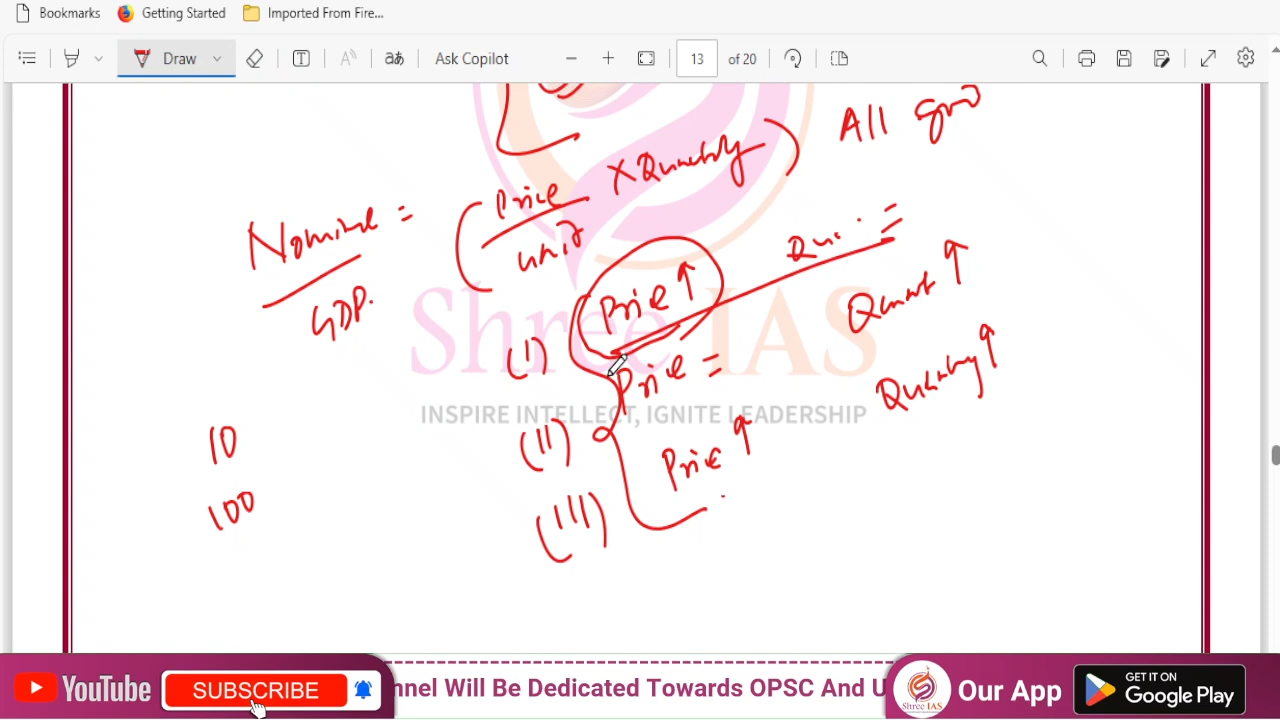 Bookmarks Getting Started Imported From Fire...
Draw Ask Copilot 13 of 20
All
Nominal GDP = (Price/unit × Quantity)
(I) Price ↑ =
(II) Price = Quant ↑
(III) Price ↑ Quantity ↑
10
100
Shree IAS
INSPIRE INTELLECT, IGNITE LEADERSHIP
YouTube SUBSCRIBE nnel Will Be Dedicated Towards OPSC And U Shree IAS Our App GET IT ON Google Play